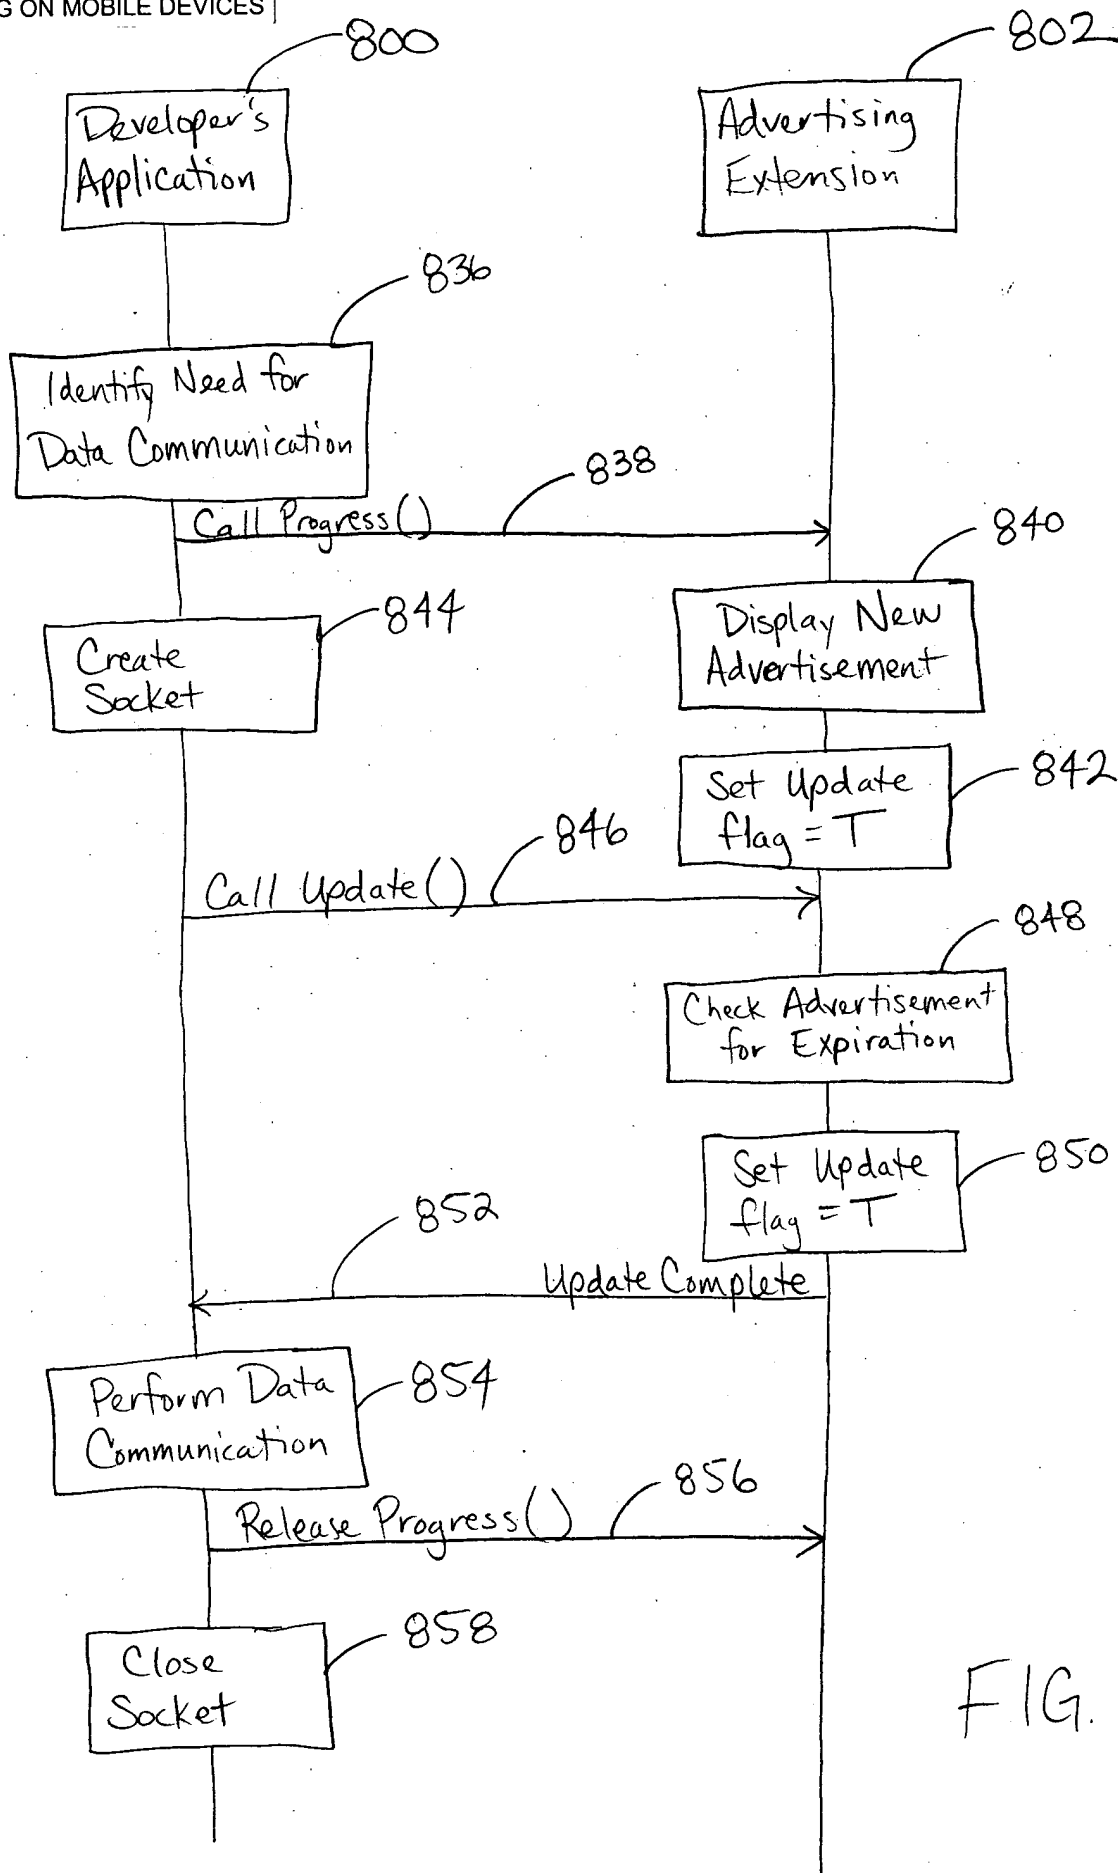 G ON MOBILE DEVICES
800
802
Developer's
Application
Advertising
Extension
836
Identify Need for
Data Communication
838
Call Progress()
840
844
Display New
Advertisement
Create
Socket
842
Set Update
flag = T
846
Call Update()
848
Check Advertisement
for Expiration
850
Set Update
flag = T
852
Update Complete
854
Perform Data
Communication
856
Release Progress()
858
Close
Socket
FIG.